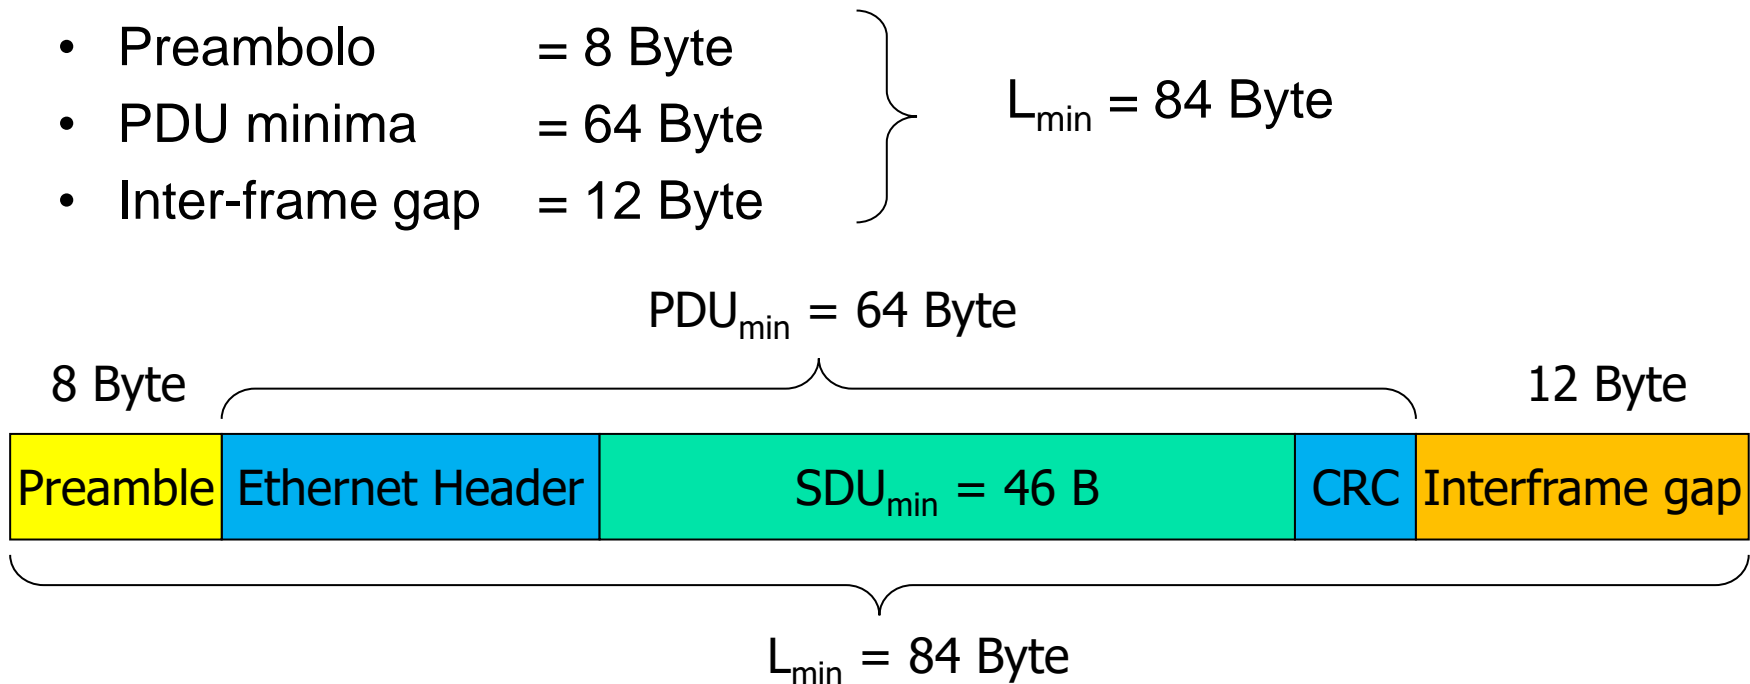 • Preambolo = 8 Byte
• PDU minima = 64 Byte
• Inter-frame gap = 12 Byte
Lmin = 84 Byte
PDUmin = 64 Byte
8 Byte
12 Byte
Preamble Ethernet Header SDUmin = 46 B CRC Interframe gap
Lmin = 84 Byte